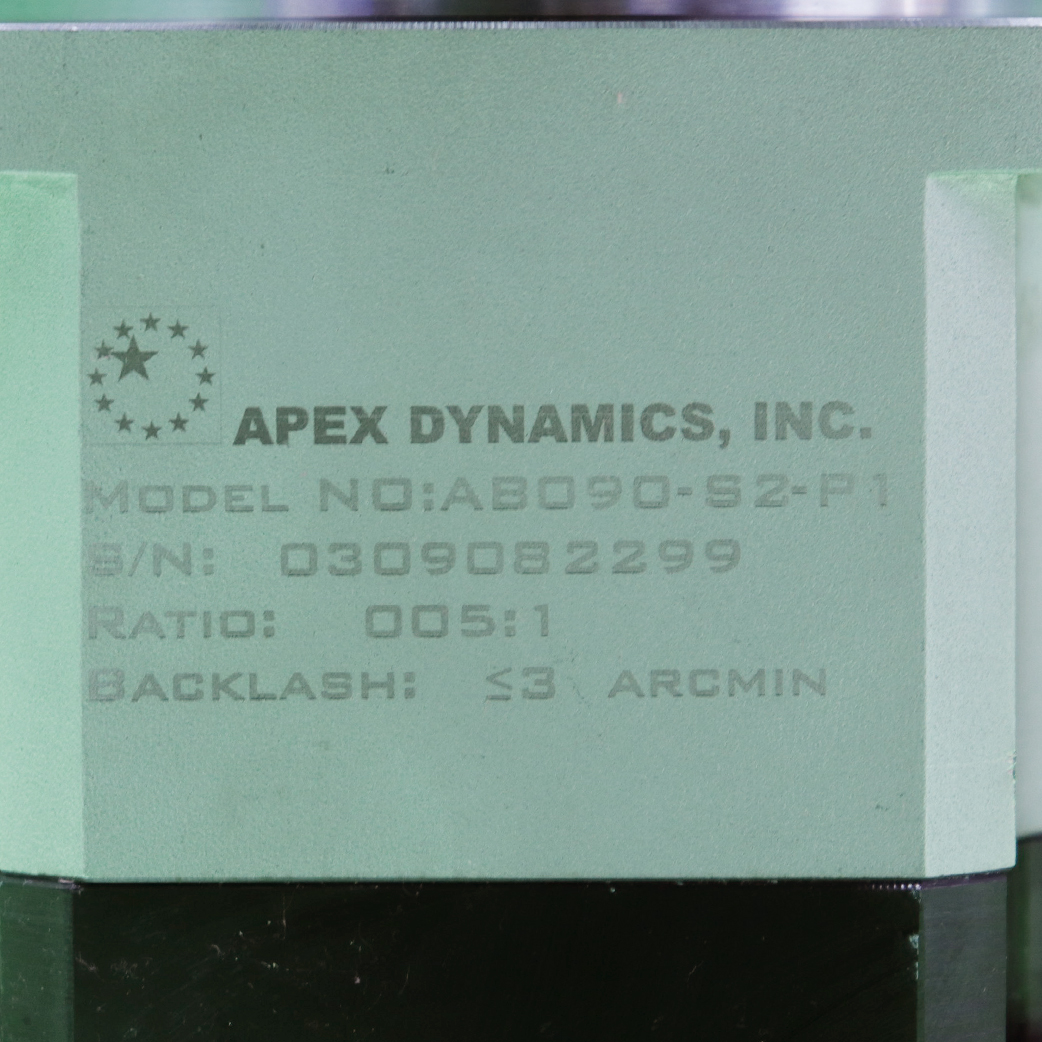 APEX DYNAMICS, INC.
MODEL NO:AB090-S2-P1
S/N: 0309082299
RATIO: 005:1
BACKLASH: ≤3 ARCMIN